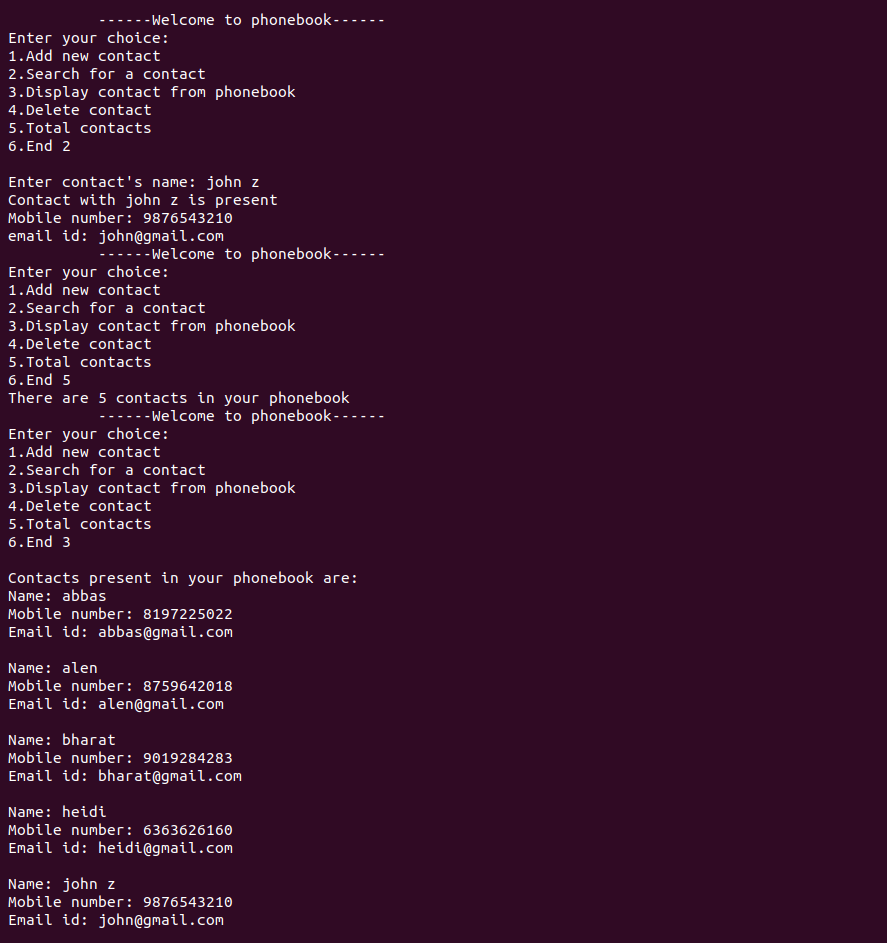 ------Welcome to phonebook------
Enter your choice:
1.Add new contact
2.Search for a contact
3.Display contact from phonebook
4.Delete contact
5.Total contacts
6.End 2
Enter contact's name: john z
Contact with john z is present
Mobile number: 9876543210
email id: john@gmail.com
------Welcome to phonebook------
Enter your choice:
1.Add new contact
2.Search for a contact
3.Display contact from phonebook
4.Delete contact
5.Total contacts
6.End 5
There are 5 contacts in your phonebook
------Welcome to phonebook------
Enter your choice:
1.Add new contact
2.Search for a contact
3.Display contact from phonebook
4.Delete contact
5.Total contacts
6.End 3
Contacts present in your phonebook are:
Name: abbas
Mobile number: 8197225022
Email id: abbas@gmail.com
Name: alen
Mobile number: 8759642018
Email id: alen@gmail.com
Name: bharat
Mobile number: 9019284283
Email id: bharat@gmail.com
Name: heidi
Mobile number: 6363626160
Email id: heidi@gmail.com
Name: john z
Mobile number: 9876543210
Email id: john@gmail.com